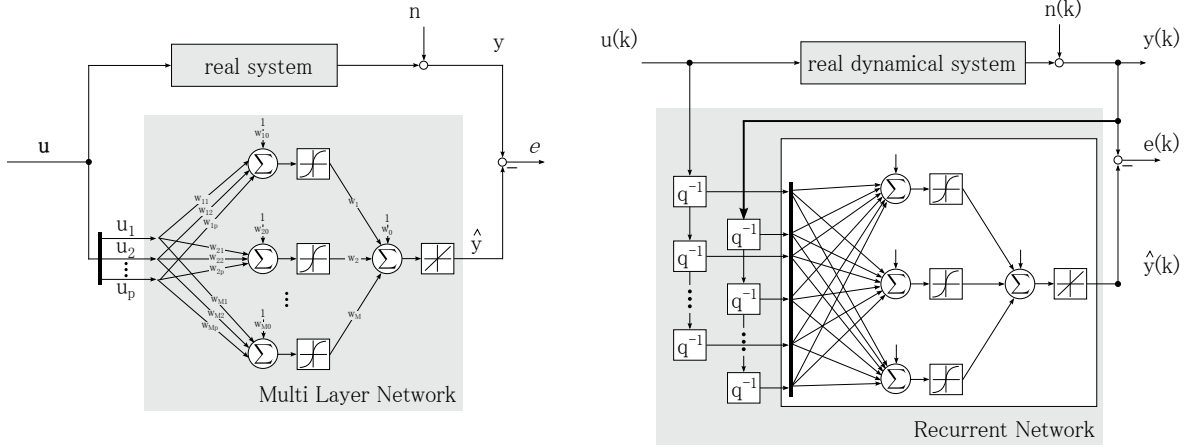 n
y
real system
u
e
1
w10
Σ
w11
w12
w1p
−
u1
u2
up
w21
w22
w2p
1
w20
Σ
w1
w2
1
w0
Σ
ŷ
wM1
wM2
wMp
1
wM0
Σ
wM
Multi Layer Network
u(k)
n(k)
y(k)
real dynamical system
e(k)
−
q⁻¹
q⁻¹
q⁻¹
q⁻¹
q⁻¹
q⁻¹
Σ
Σ
Σ
Σ
ŷ(k)
Recurrent Network